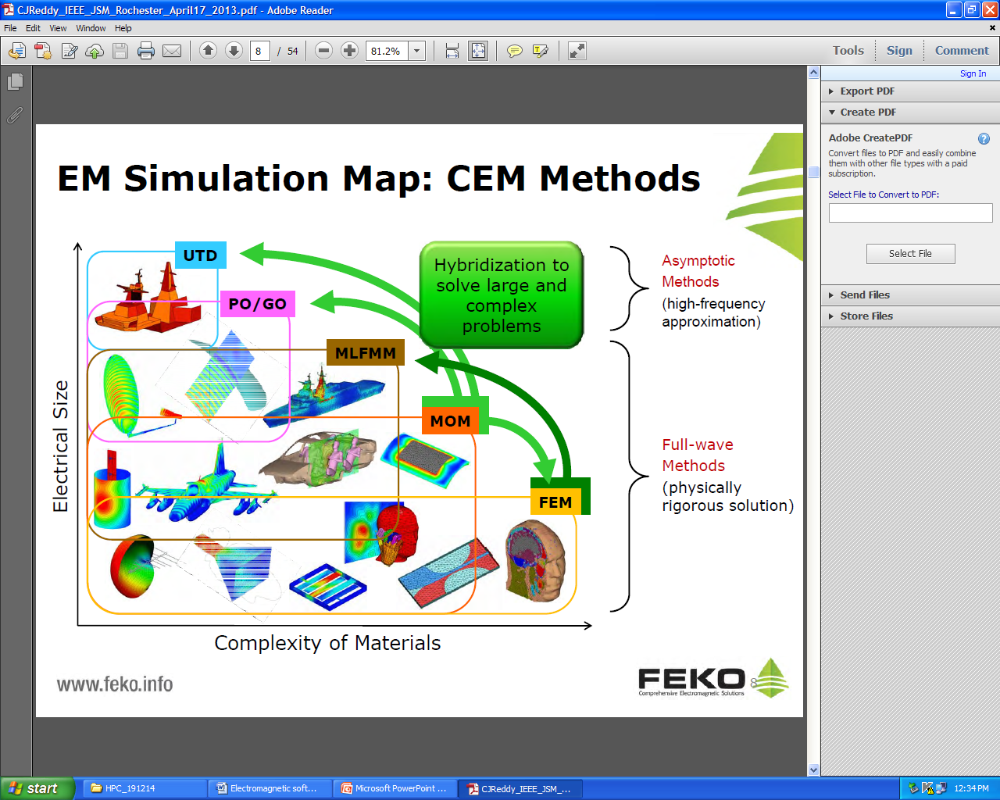 CJReddy_IEEE_JSM_Rochester_April17_2013.pdf - Adobe Reader
File Edit View Window Help
8 / 54 81.2% Tools Sign Comment
Sign In
Export PDF
Create PDF
Adobe CreatePDF
Convert files to PDF and easily combine
them with other file types with a paid
subscription.
Select File to Convert to PDF:
Select File
Send Files
Store Files
EM Simulation Map: CEM Methods
UTD
PO/GO
MLFMM
MOM
FEM
Hybridization to
solve large and
complex
problems
Asymptotic
Methods
(high-frequency
approximation)
Full-wave
Methods
(physically
rigorous solution)
Electrical Size
Complexity of Materials
www.feko.info
FEKO
Comprehensive Electromagnetic Solutions
8
start HPC_191214 Electromagnetic soft... Microsoft PowerPoint ... CJReddy_IEEE_JSM_... 12:34 PM